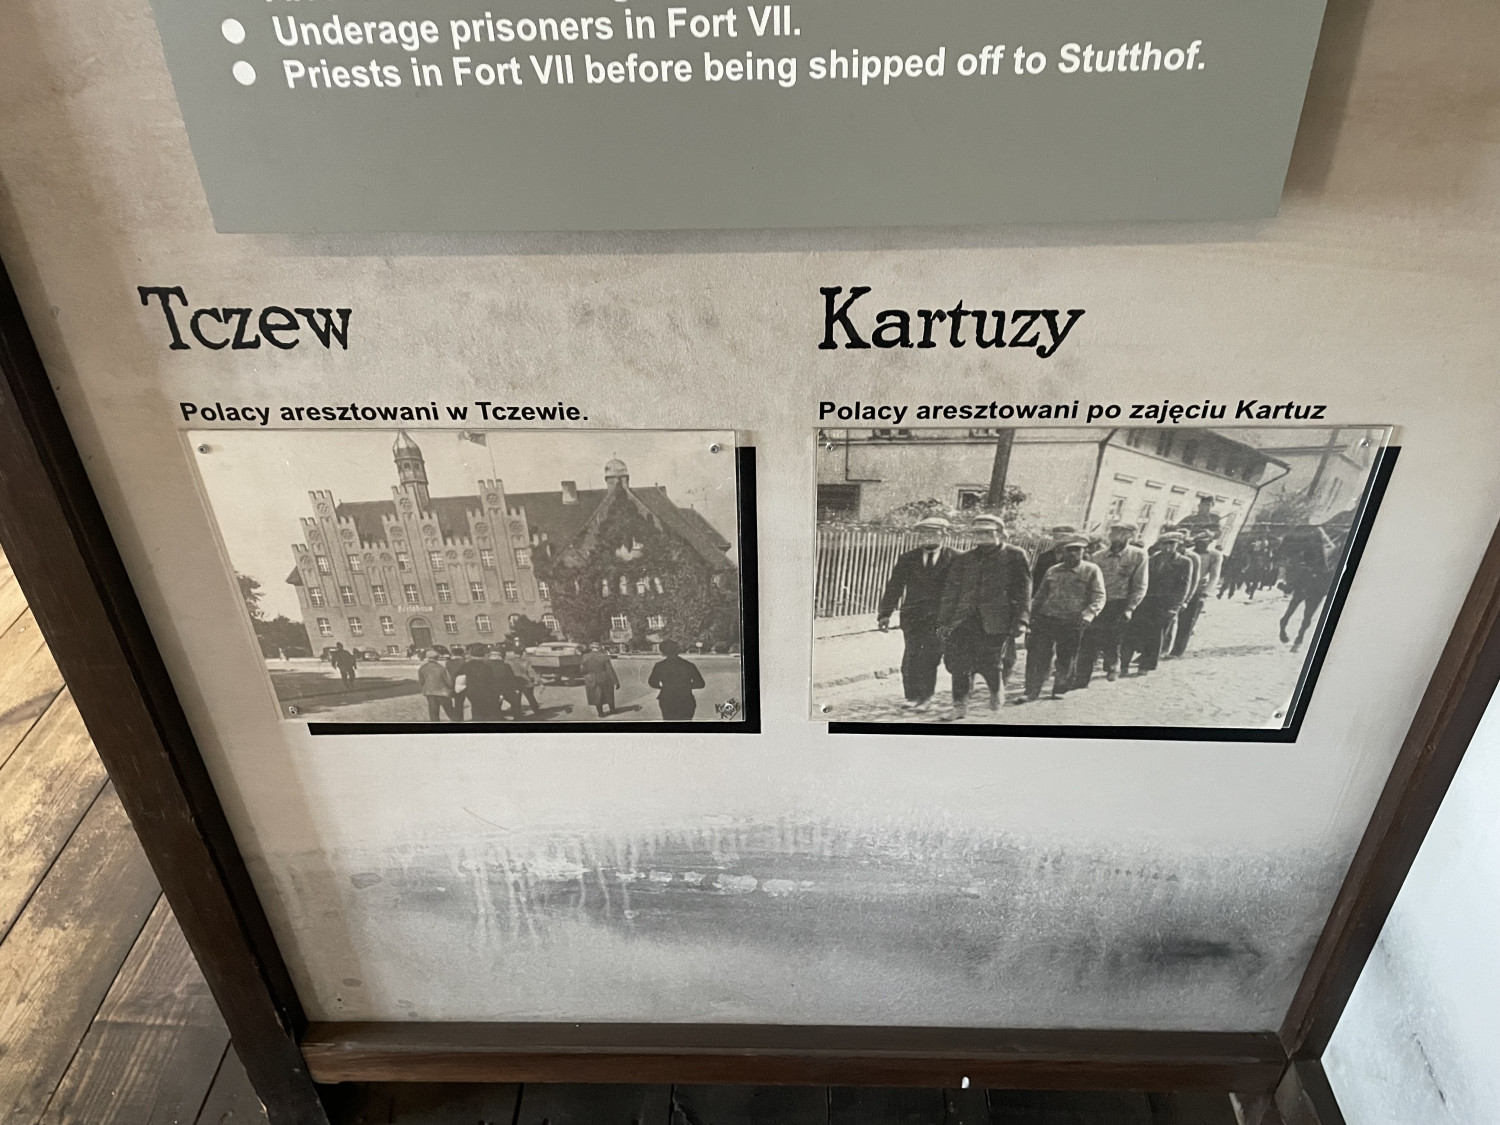 ● Underage prisoners in Fort VII.
● Priests in Fort VII before being shipped off to Stutthof.
Tczew
Polacy aresztowani w Tczewie.
Kartuzy
Polacy aresztowani po zajęciu Kartuz